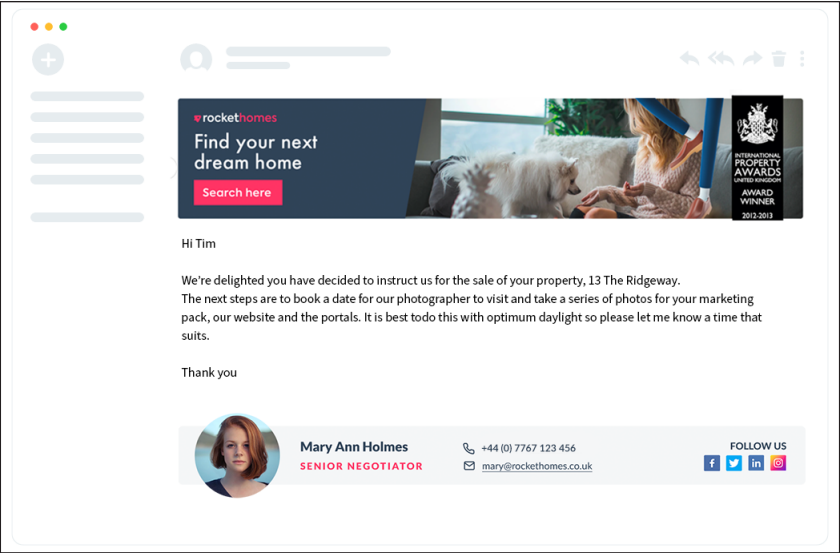 rockethomes
Find your next
dream home
Search here
INTERNATIONAL
PROPERTY
AWARDS
UNITED KINGDOM
AWARD
WINNER
2012-2013
Hi Tim
We’re delighted you have decided to instruct us for the sale of your property, 13 The Ridgeway.
The next steps are to book a date for our photographer to visit and take a series of photos for your marketing
pack, our website and the portals. It is best todo this with optimum daylight so please let me know a time that
suits.
Thank you
Mary Ann Holmes
SENIOR NEGOTIATOR
+44 (0) 7767 123 456
mary@rockethomes.co.uk
FOLLOW US